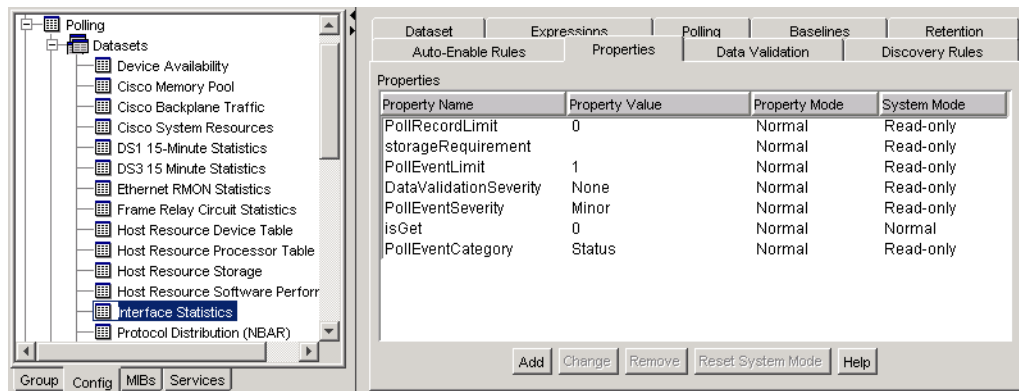 Polling
Datasets
Device Availability
Cisco Memory Pool
Cisco Backplane Traffic
Cisco System Resources
DS1 15-Minute Statistics
DS3 15 Minute Statistics
Ethernet RMON Statistics
Frame Relay Circuit Statistics
Host Resource Device Table
Host Resource Processor Table
Host Resource Storage
Host Resource Software Perforr
Interface Statistics
Protocol Distribution (NBAR)
Group Config MIBs Services
Dataset Expressions Polling Baselines Retention
Auto-Enable Rules Properties Data Validation Discovery Rules
Properties
Property Name Property Value Property Mode System Mode
PollRecordLimit 0 Normal Read-only
storageRequirement Normal Read-only
PollEventLimit 1 Normal Read-only
DataValidationSeverity None Normal Read-only
PollEventSeverity Minor Normal Read-only
isGet 0 Normal Normal
PollEventCategory Status Normal Read-only
Add Change Remove Reset System Mode Help